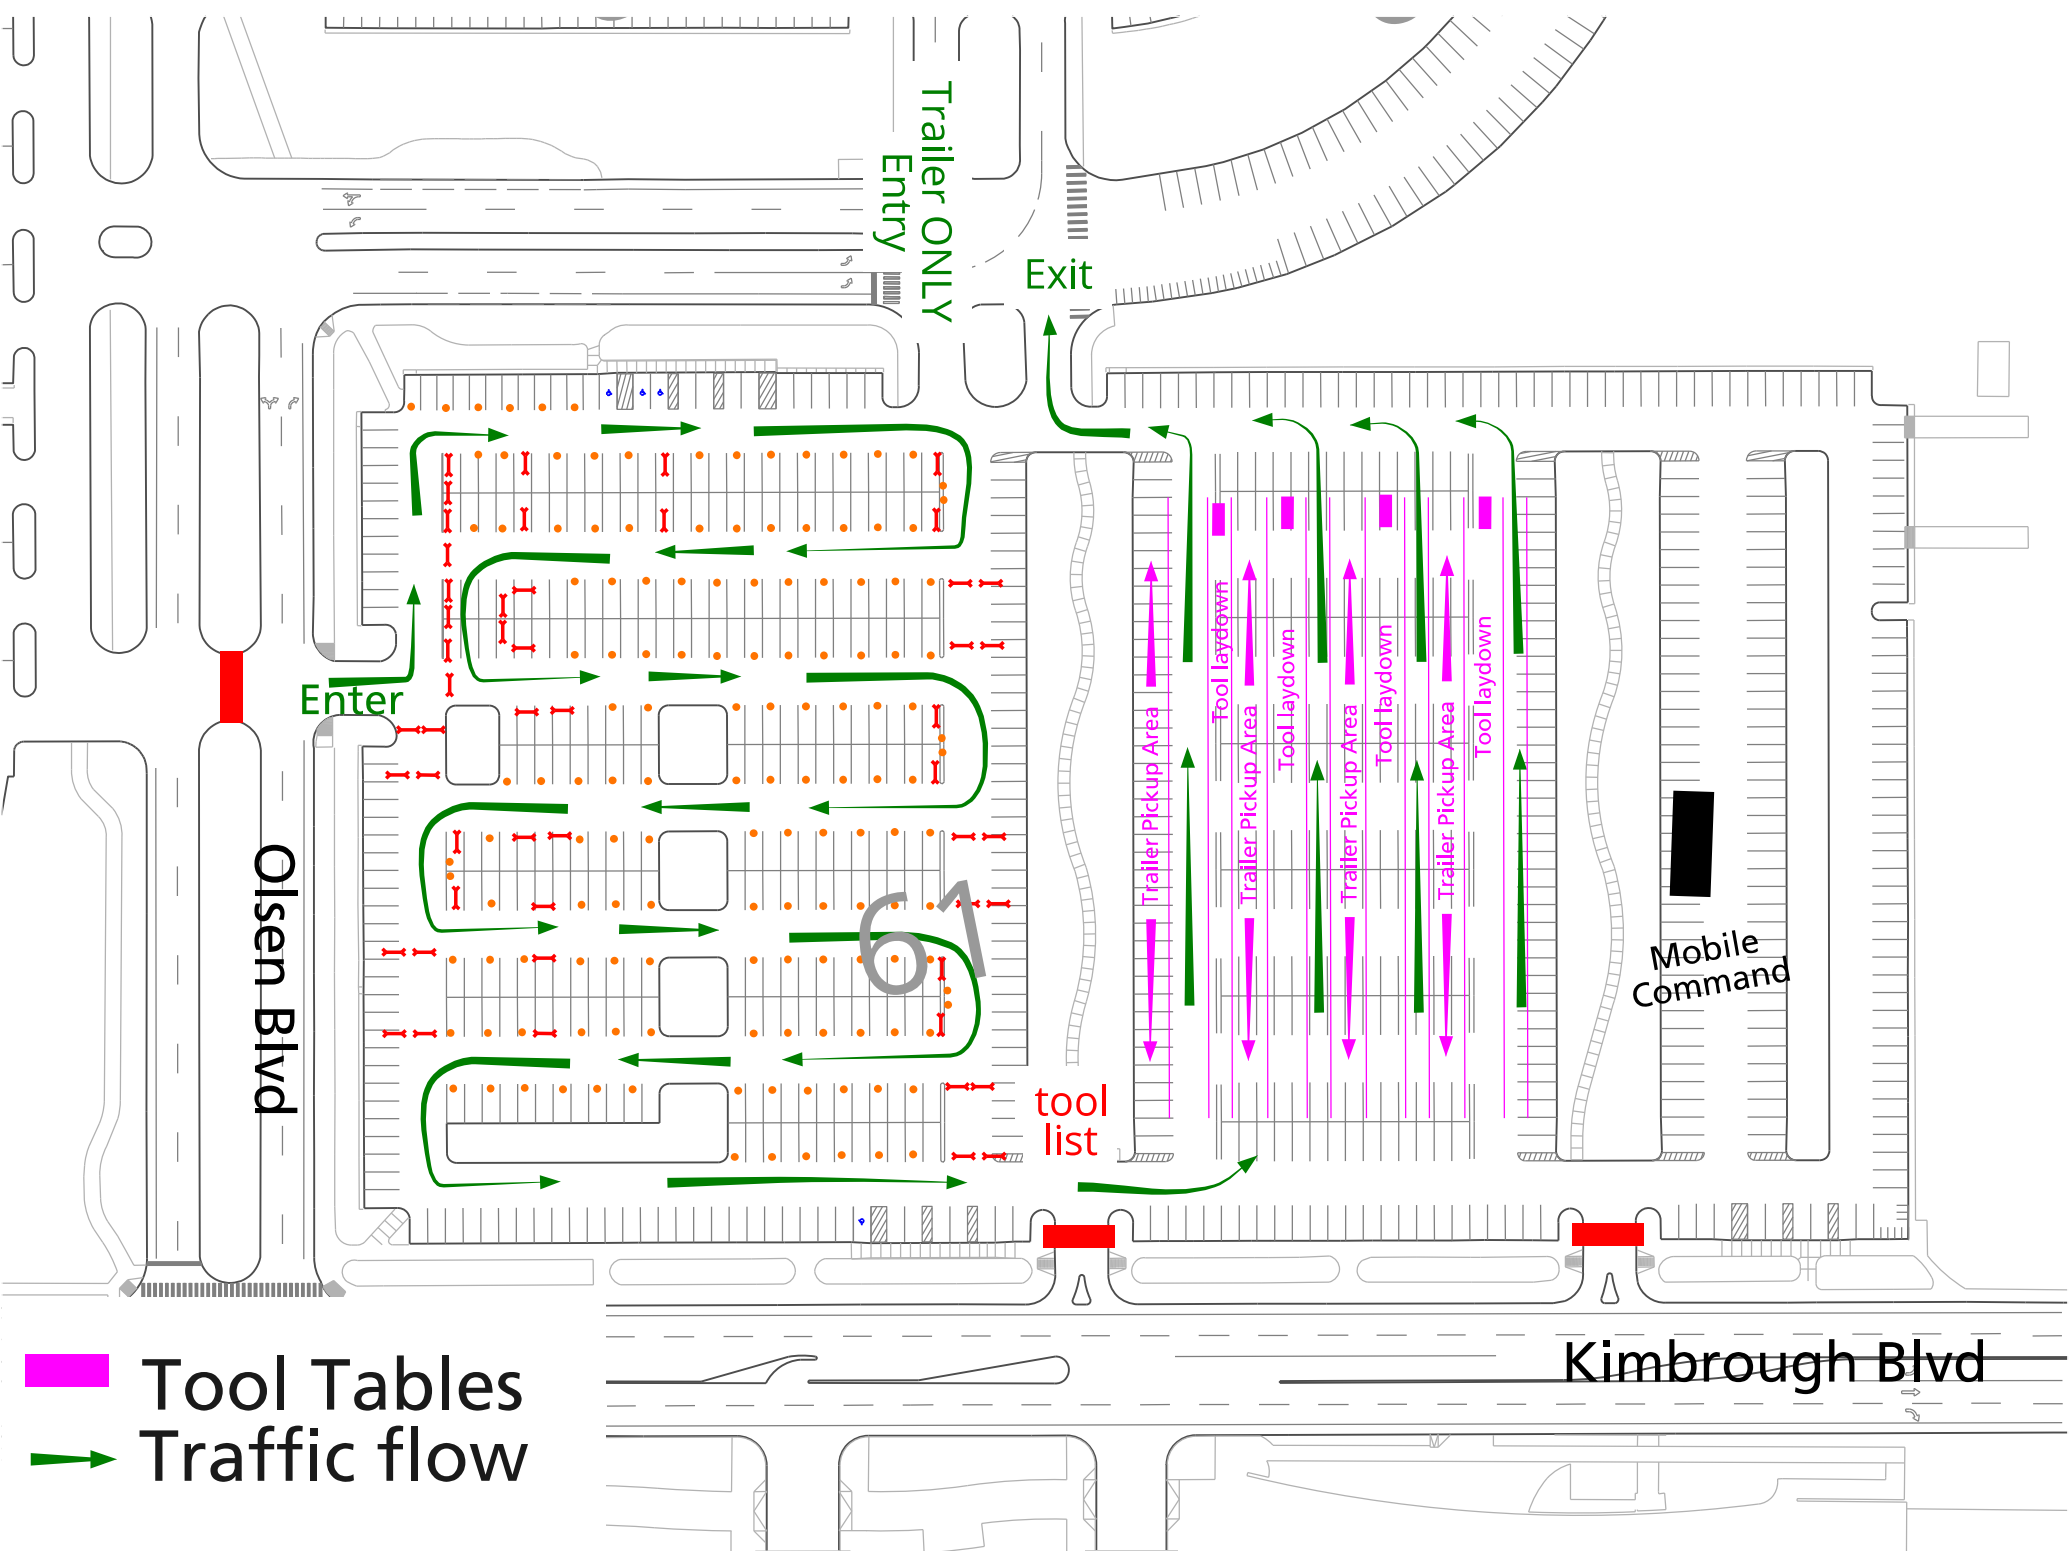 Trailer ONLY
Entry
Exit
Enter
Tool laydown
Tool laydown
Tool laydown
Tool laydown
Trailer Pickup Area
Trailer Pickup Area
Trailer Pickup Area
Trailer Pickup Area
Olsen Blvd
61
Mobile
Command
tool
list
Kimbrough Blvd
Tool Tables
Traffic flow